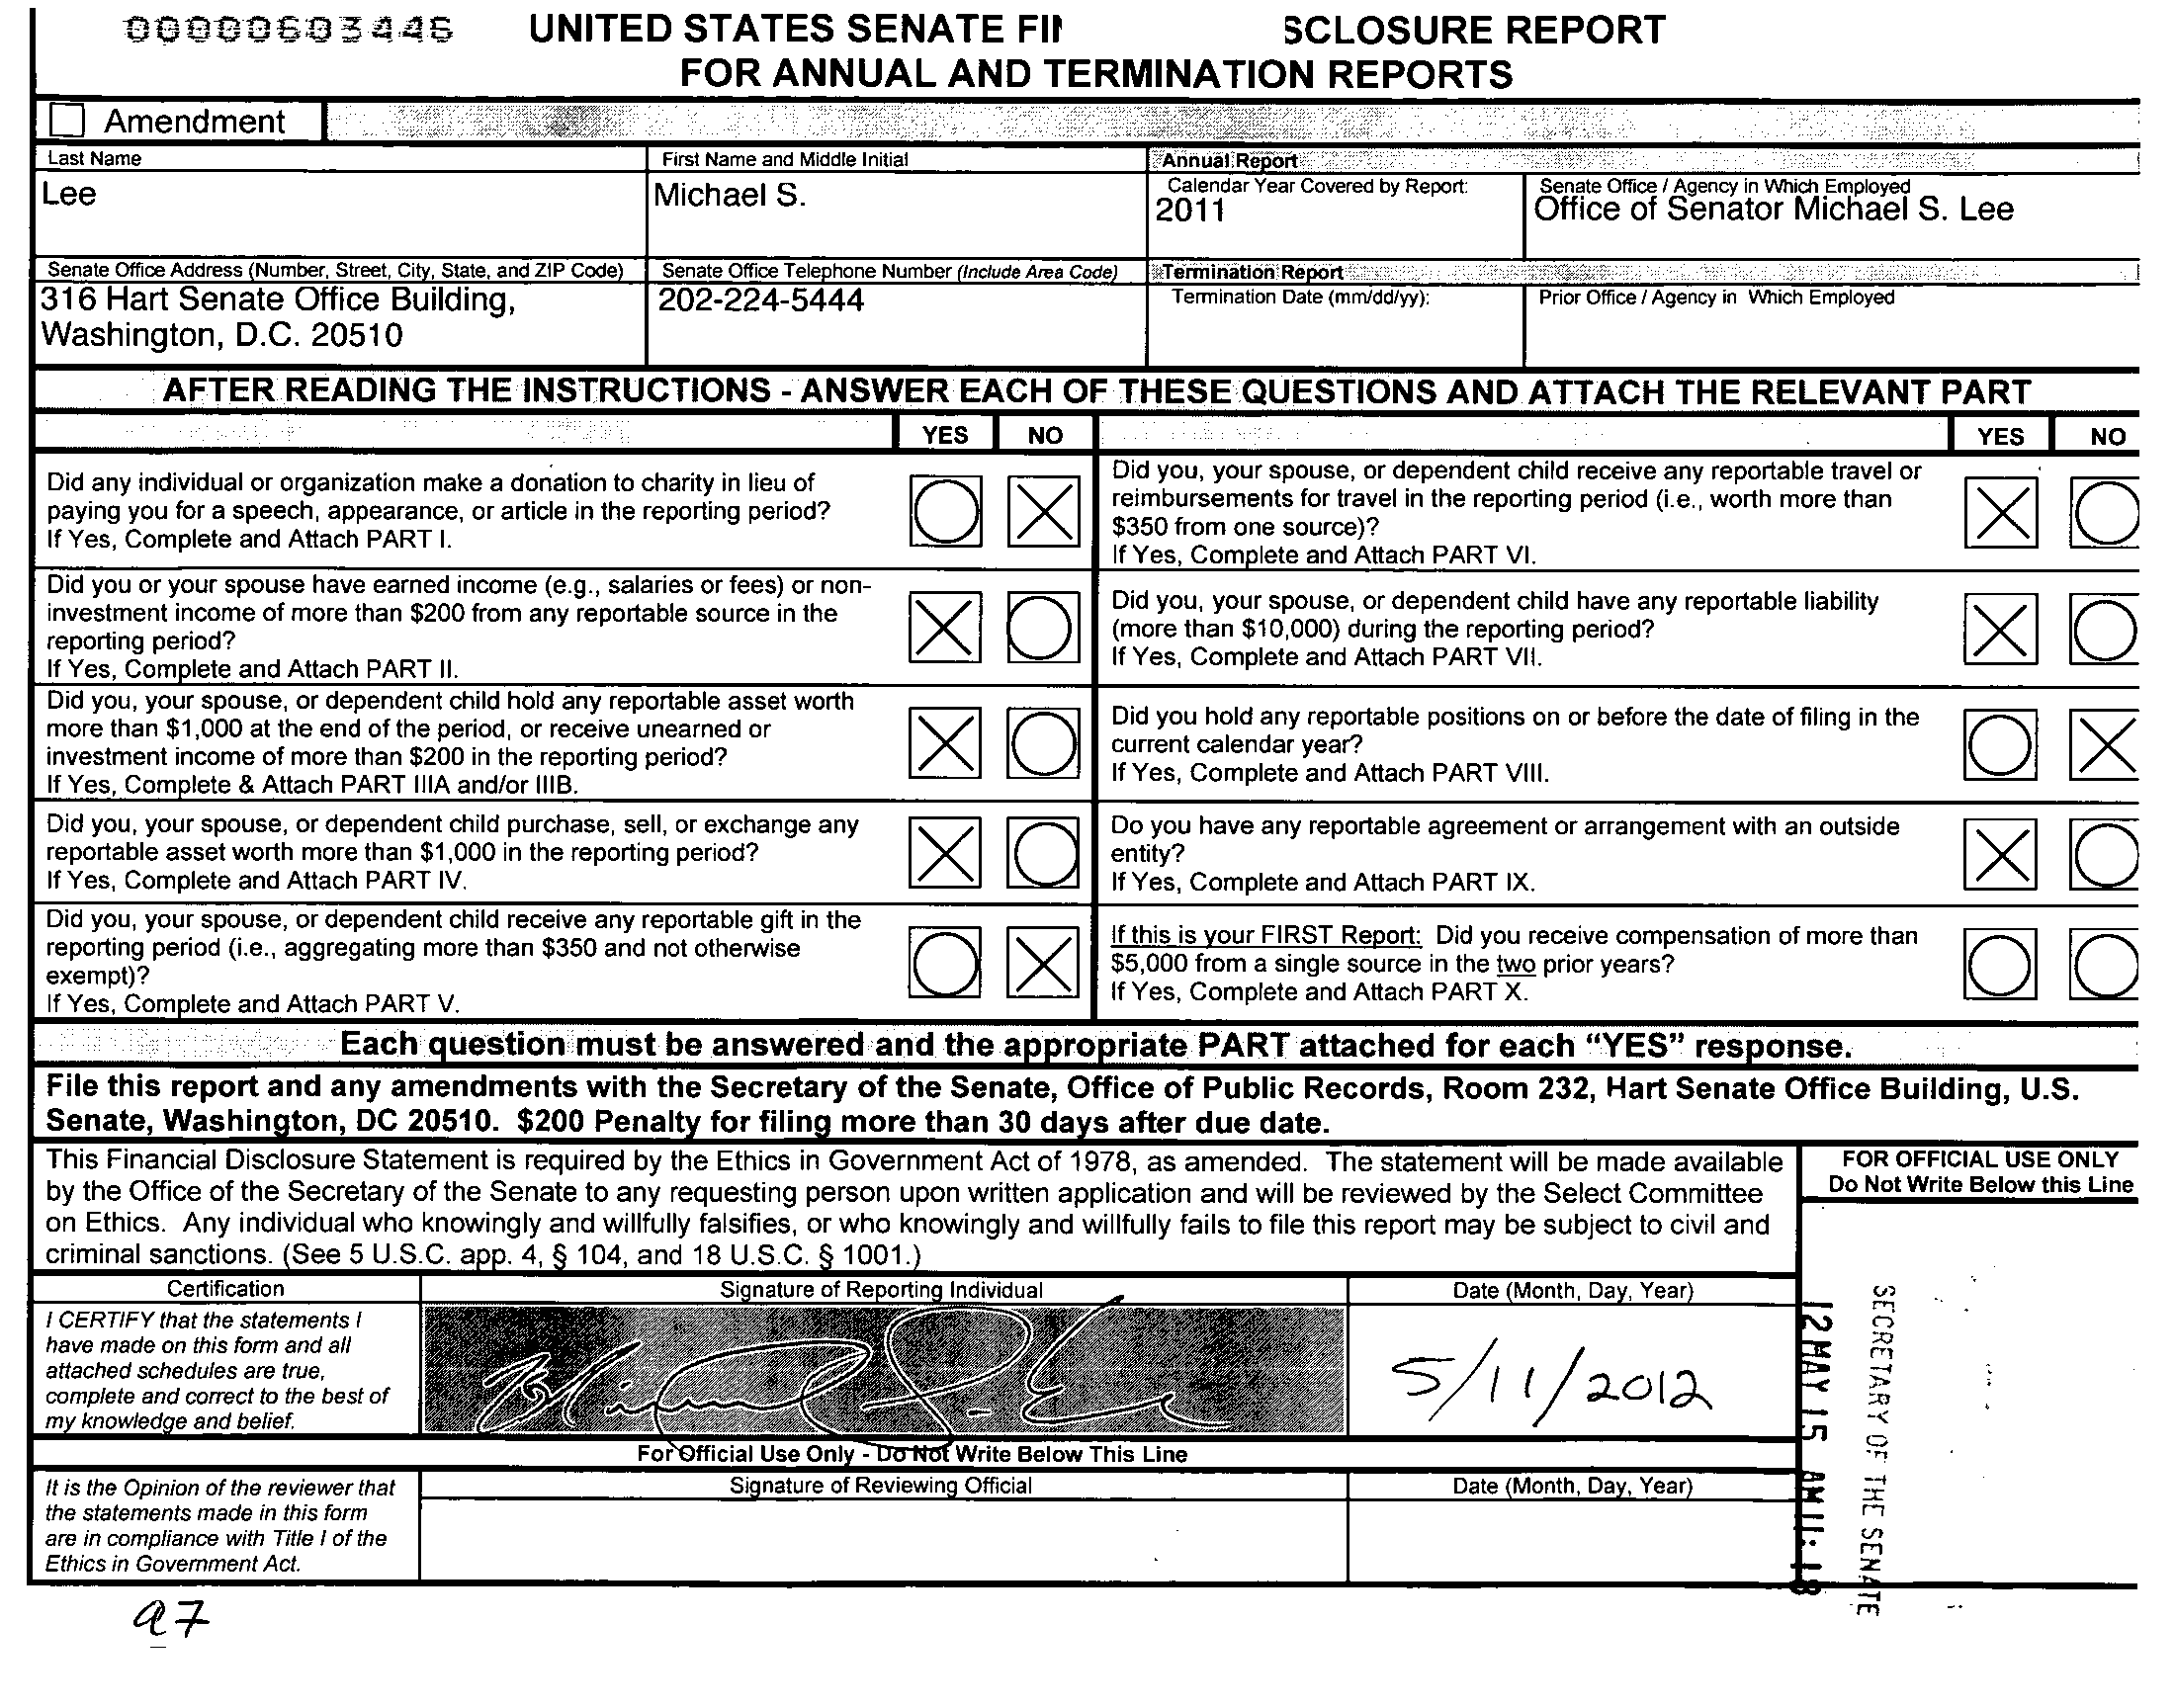 00000603446
UNITED STATES SENATE FI SCLOSURE REPORT
FOR ANNUAL AND TERMINATION REPORTS
Amendment
Last Name
Lee
First Name and Middle Initial
Michael S.
Annual Report
Calendar Year Covered by Report:
2011
Senate Office / Agency in Which Employed
Office of Senator Michael S. Lee
Senate Office Address (Number, Street, City, State, and ZIP Code)
316 Hart Senate Office Building,
Washington, D.C. 20510
Senate Office Telephone Number (Include Area Code)
202-224-5444
Termination Report
Termination Date (mm/dd/yy):
Prior Office / Agency in Which Employed
AFTER READING THE INSTRUCTIONS - ANSWER EACH OF THESE QUESTIONS AND ATTACH THE RELEVANT PART
YES NO
Did any individual or organization make a donation to charity in lieu of
paying you for a speech, appearance, or article in the reporting period?
If Yes, Complete and Attach PART I.
Did you or your spouse have earned income (e.g., salaries or fees) or non-
investment income of more than $200 from any reportable source in the
reporting period?
If Yes, Complete and Attach PART II.
Did you, your spouse, or dependent child hold any reportable asset worth
more than $1,000 at the end of the period, or receive unearned or
investment income of more than $200 in the reporting period?
If Yes, Complete & Attach PART IIIA and/or IIIB.
Did you, your spouse, or dependent child purchase, sell, or exchange any
reportable asset worth more than $1,000 in the reporting period?
If Yes, Complete and Attach PART IV.
Did you, your spouse, or dependent child receive any reportable gift in the
reporting period (i.e., aggregating more than $350 and not otherwise
exempt)?
If Yes, Complete and Attach PART V.
YES NO
Did you, your spouse, or dependent child receive any reportable travel or
reimbursements for travel in the reporting period (i.e., worth more than
$350 from one source)?
If Yes, Complete and Attach PART VI.
Did you, your spouse, or dependent child have any reportable liability
(more than $10,000) during the reporting period?
If Yes, Complete and Attach PART VII.
Did you hold any reportable positions on or before the date of filing in the
current calendar year?
If Yes, Complete and Attach PART VIII.
Do you have any reportable agreement or arrangement with an outside
entity?
If Yes, Complete and Attach PART IX.
If this is your FIRST Report: Did you receive compensation of more than
$5,000 from a single source in the two prior years?
If Yes, Complete and Attach PART X.
Each question must be answered and the appropriate PART attached for each “YES” response.
File this report and any amendments with the Secretary of the Senate, Office of Public Records, Room 232, Hart Senate Office Building, U.S.
Senate, Washington, DC 20510. $200 Penalty for filing more than 30 days after due date.
This Financial Disclosure Statement is required by the Ethics in Government Act of 1978, as amended. The statement will be made available
by the Office of the Secretary of the Senate to any requesting person upon written application and will be reviewed by the Select Committee
on Ethics. Any individual who knowingly and willfully falsifies, or who knowingly and willfully fails to file this report may be subject to civil and
criminal sanctions. (See 5 U.S.C. app. 4, § 104, and 18 U.S.C. § 1001.)
FOR OFFICIAL USE ONLY
Do Not Write Below this Line
Certification
I CERTIFY that the statements I
have made on this form and all
attached schedules are true,
complete and correct to the best of
my knowledge and belief.
Signature of Reporting Individual
Date (Month, Day, Year)
5/11/2012
For Official Use Only - Do Not Write Below This Line
It is the Opinion of the reviewer that
the statements made in this form
are in compliance with Title I of the
Ethics in Government Act.
Signature of Reviewing Official
Date (Month, Day, Year)
SECRETARY OF THE SENATE
12 MAY 15 AM 11:18